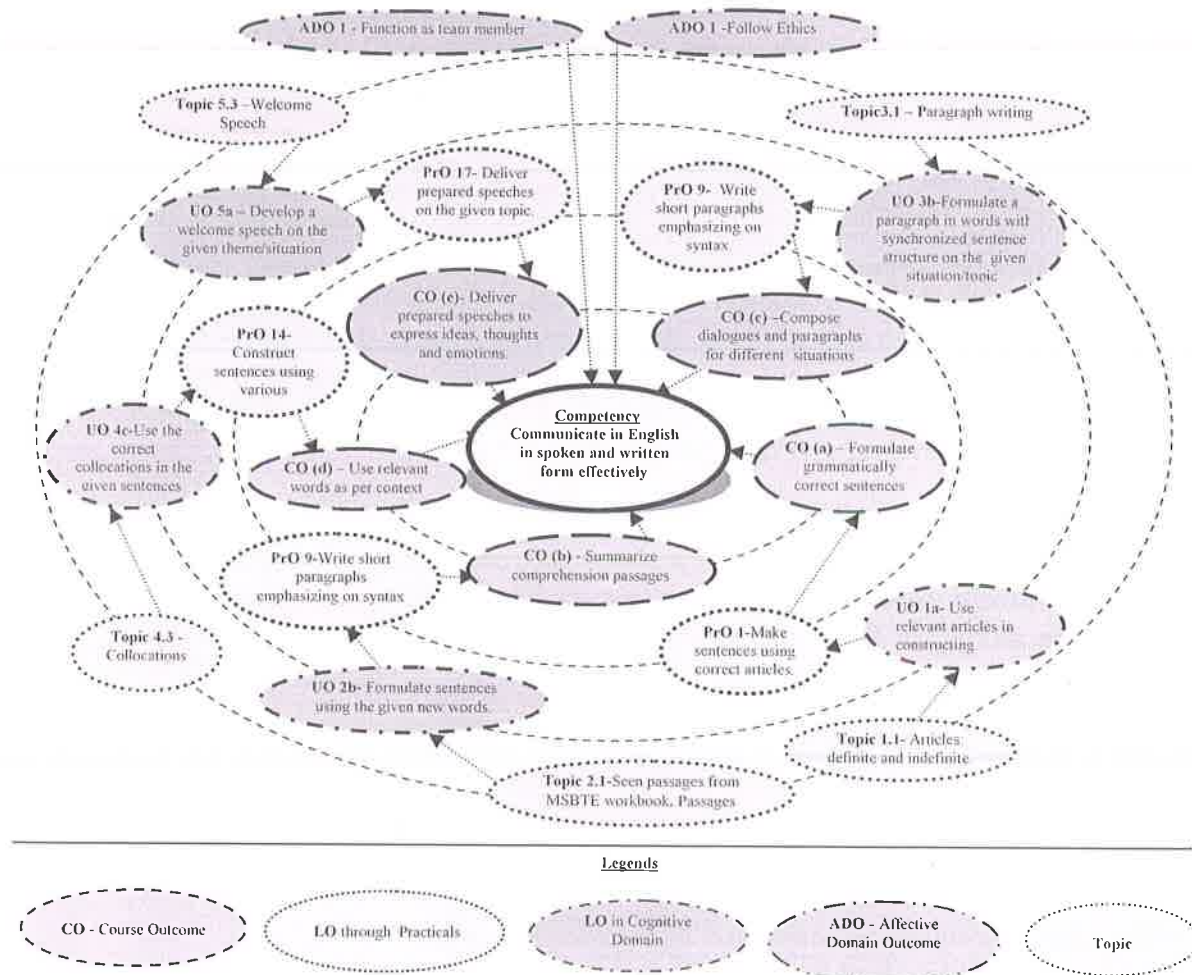 ADO 1 - Function as team member
ADO 1 -Follow Ethics
Topic 5.3 –Welcome
Speech
Topic3.1 – Paragraph writing
PrO 17- Deliver
prepared speeches
on the given topic.
PrO 9- Write
short paragraphs
emphasizing on
syntax
UO 5a – Develop a
welcome speech on the
given theme/situation
UO 3b-Formulate a
paragraph in words with
synchronized sentence
structure on the given
situation/topic
CO (e)- Deliver
prepared speeches to
express ideas, thoughts
and emotions.
CO (c) –Compose
dialogues and paragraphs
for different situations
PrO 14-
Construct
sentences using
various
Competency
Communicate in English
in spoken and written
form effectively
UO 4c-Use the
correct
collocations in the
given sentences
CO (d) – Use relevant
words as per context
CO (a) – Formulate
grammatically
correct sentences
CO (b) - Summarize
comprehension passages
PrO 9-Write short
paragraphs
emphasizing on syntax
UO 1a- Use
relevant articles in
constructing.
PrO 1-Make
sentences using
correct articles.
Topic 4.3 -
Collocations
UO 2b- Formulate sentences
using the given new words.
Topic 1.1- Articles:
definite and indefinite
Topic 2.1-Seen passages from
MSBTE workbook. Passages
Legends
CO - Course Outcome
LO through Practicals
LO in Cognitive
Domain
ADO - Affective
Domain Outcome
Topic